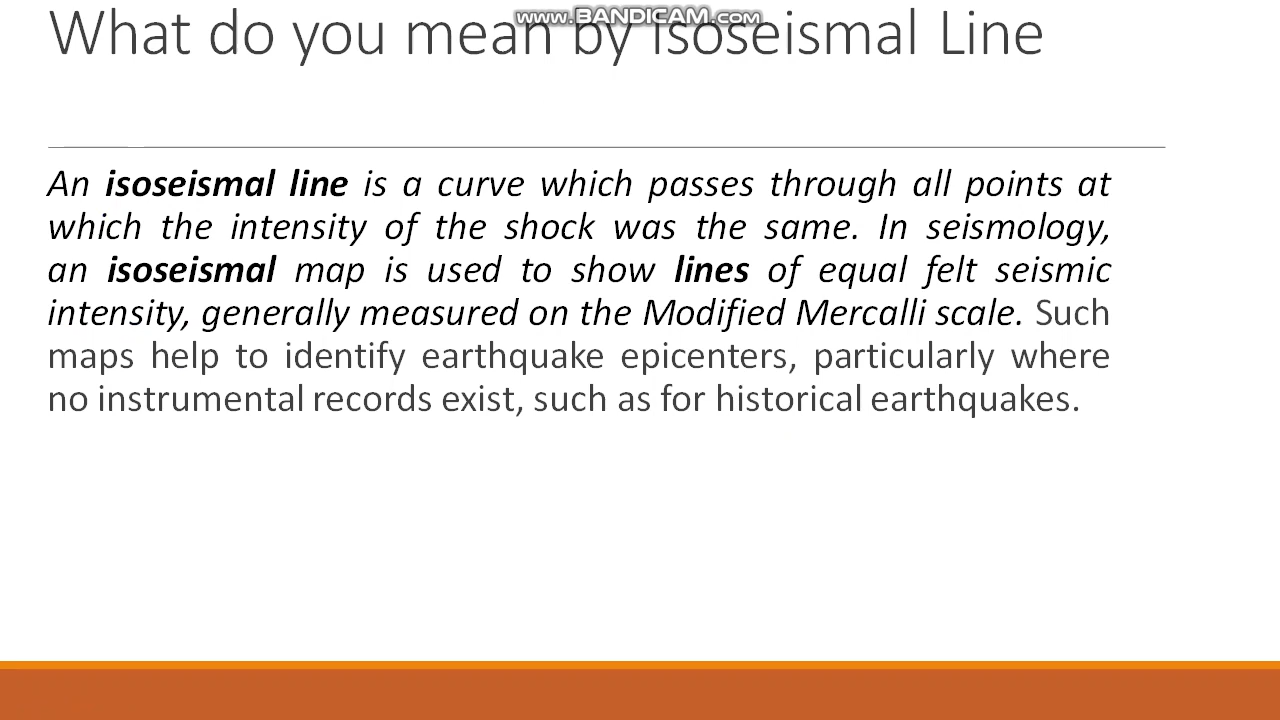 www.BANDICAM.com
What do you mean by Isoseismal Line
An isoseismal line is a curve which passes through all points at
which the intensity of the shock was the same. In seismology,
an isoseismal map is used to show lines of equal felt seismic
intensity, generally measured on the Modified Mercalli scale. Such
maps help to identify earthquake epicenters, particularly where
no instrumental records exist, such as for historical earthquakes.